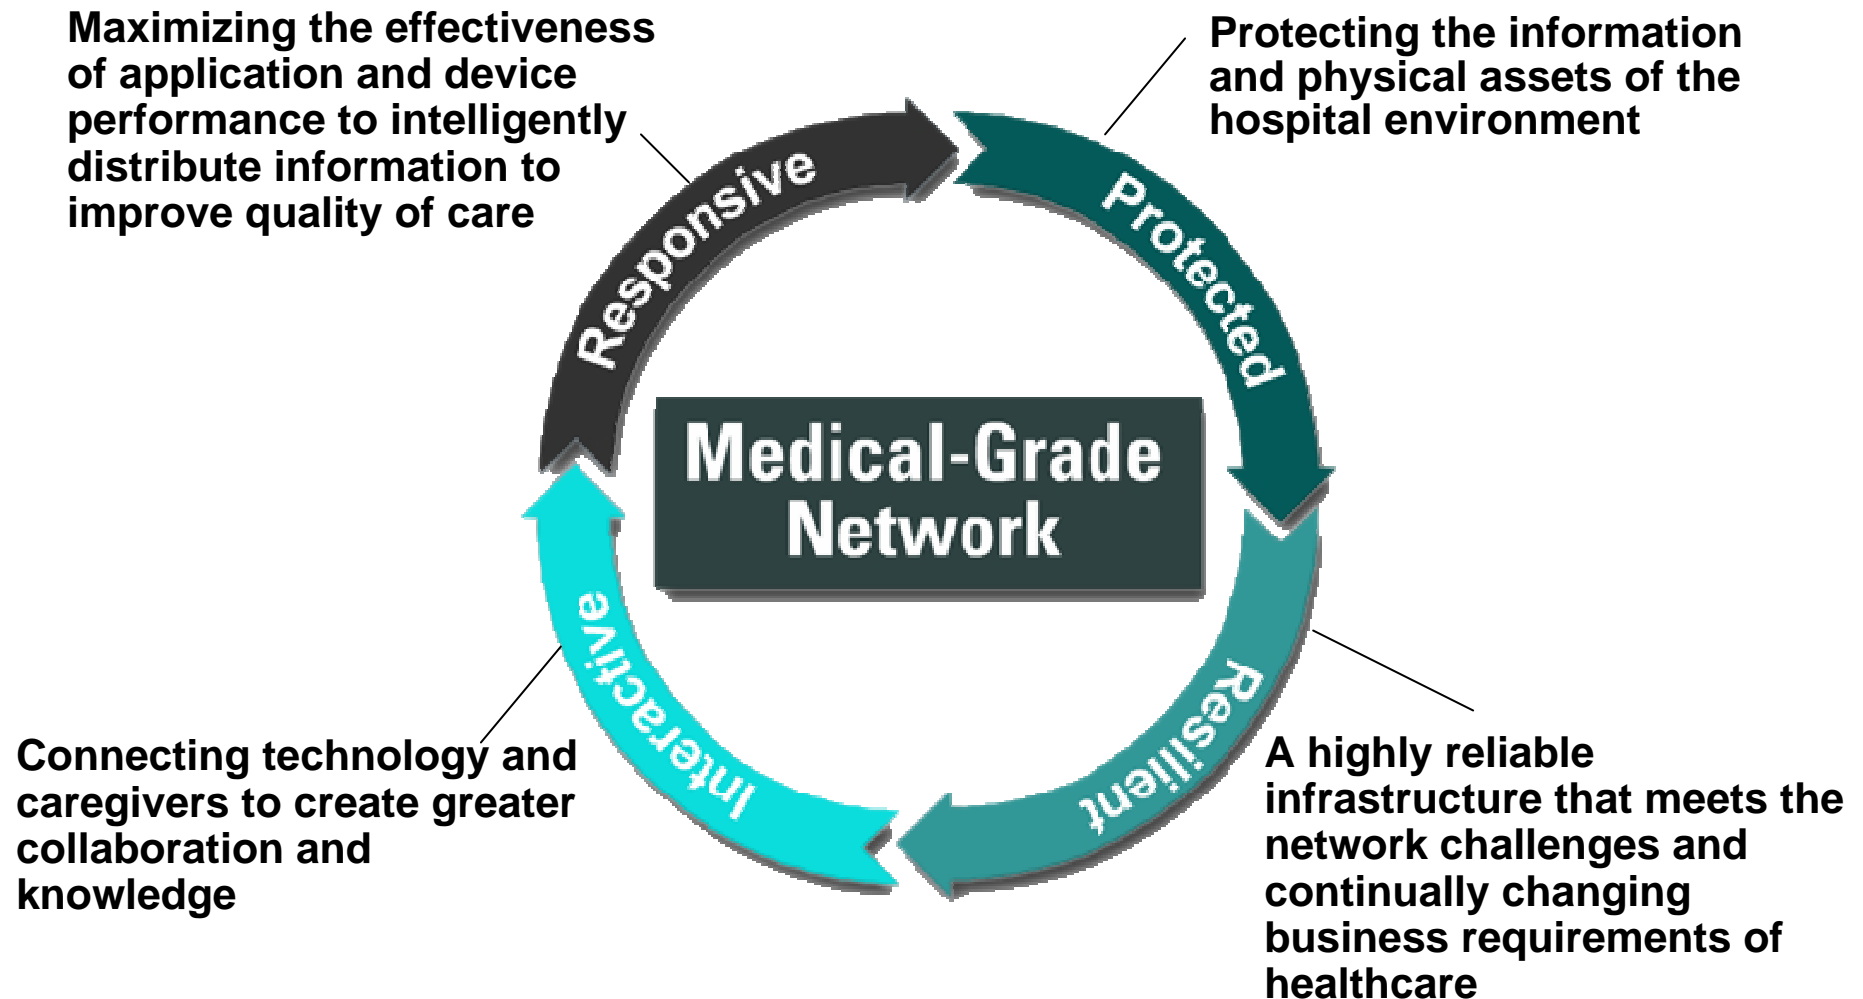 Maximizing the effectiveness
of application and device
performance to intelligently
distribute information to
improve quality of care
Protecting the information
and physical assets of the
hospital environment
Responsive
Protected
Medical-Grade
Network
Interactive
Resilient
Connecting technology and
caregivers to create greater
collaboration and
knowledge
A highly reliable
infrastructure that meets the
network challenges and
continually changing
business requirements of
healthcare